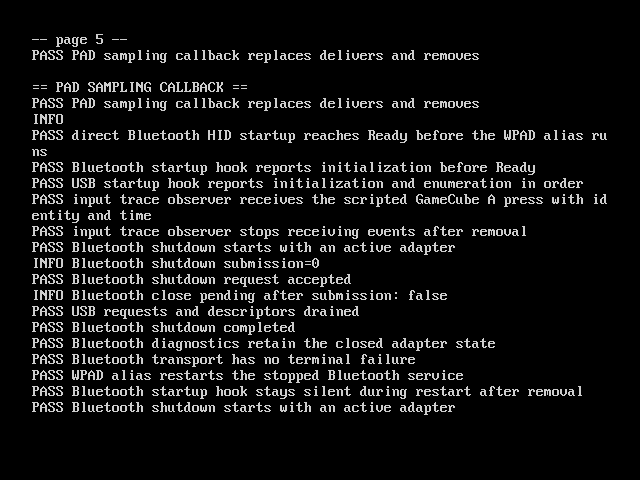 -- page 5 --
PASS PAD sampling callback replaces delivers and removes

== PAD SAMPLING CALLBACK ==
PASS PAD sampling callback replaces delivers and removes
INFO
PASS direct Bluetooth HID startup reaches Ready before the WPAD alias ru
ns
PASS Bluetooth startup hook reports initialization before Ready
PASS USB startup hook reports initialization and enumeration in order
PASS input trace observer receives the scripted GameCube A press with id
entity and time
PASS input trace observer stops receiving events after removal
PASS Bluetooth shutdown starts with an active adapter
INFO Bluetooth shutdown submission=0
PASS Bluetooth shutdown request accepted
INFO Bluetooth close pending after submission: false
PASS USB requests and descriptors drained
PASS Bluetooth shutdown completed
PASS Bluetooth diagnostics retain the closed adapter state
PASS Bluetooth transport has no terminal failure
PASS WPAD alias restarts the stopped Bluetooth service
PASS Bluetooth startup hook stays silent during restart after removal
PASS Bluetooth shutdown starts with an active adapter